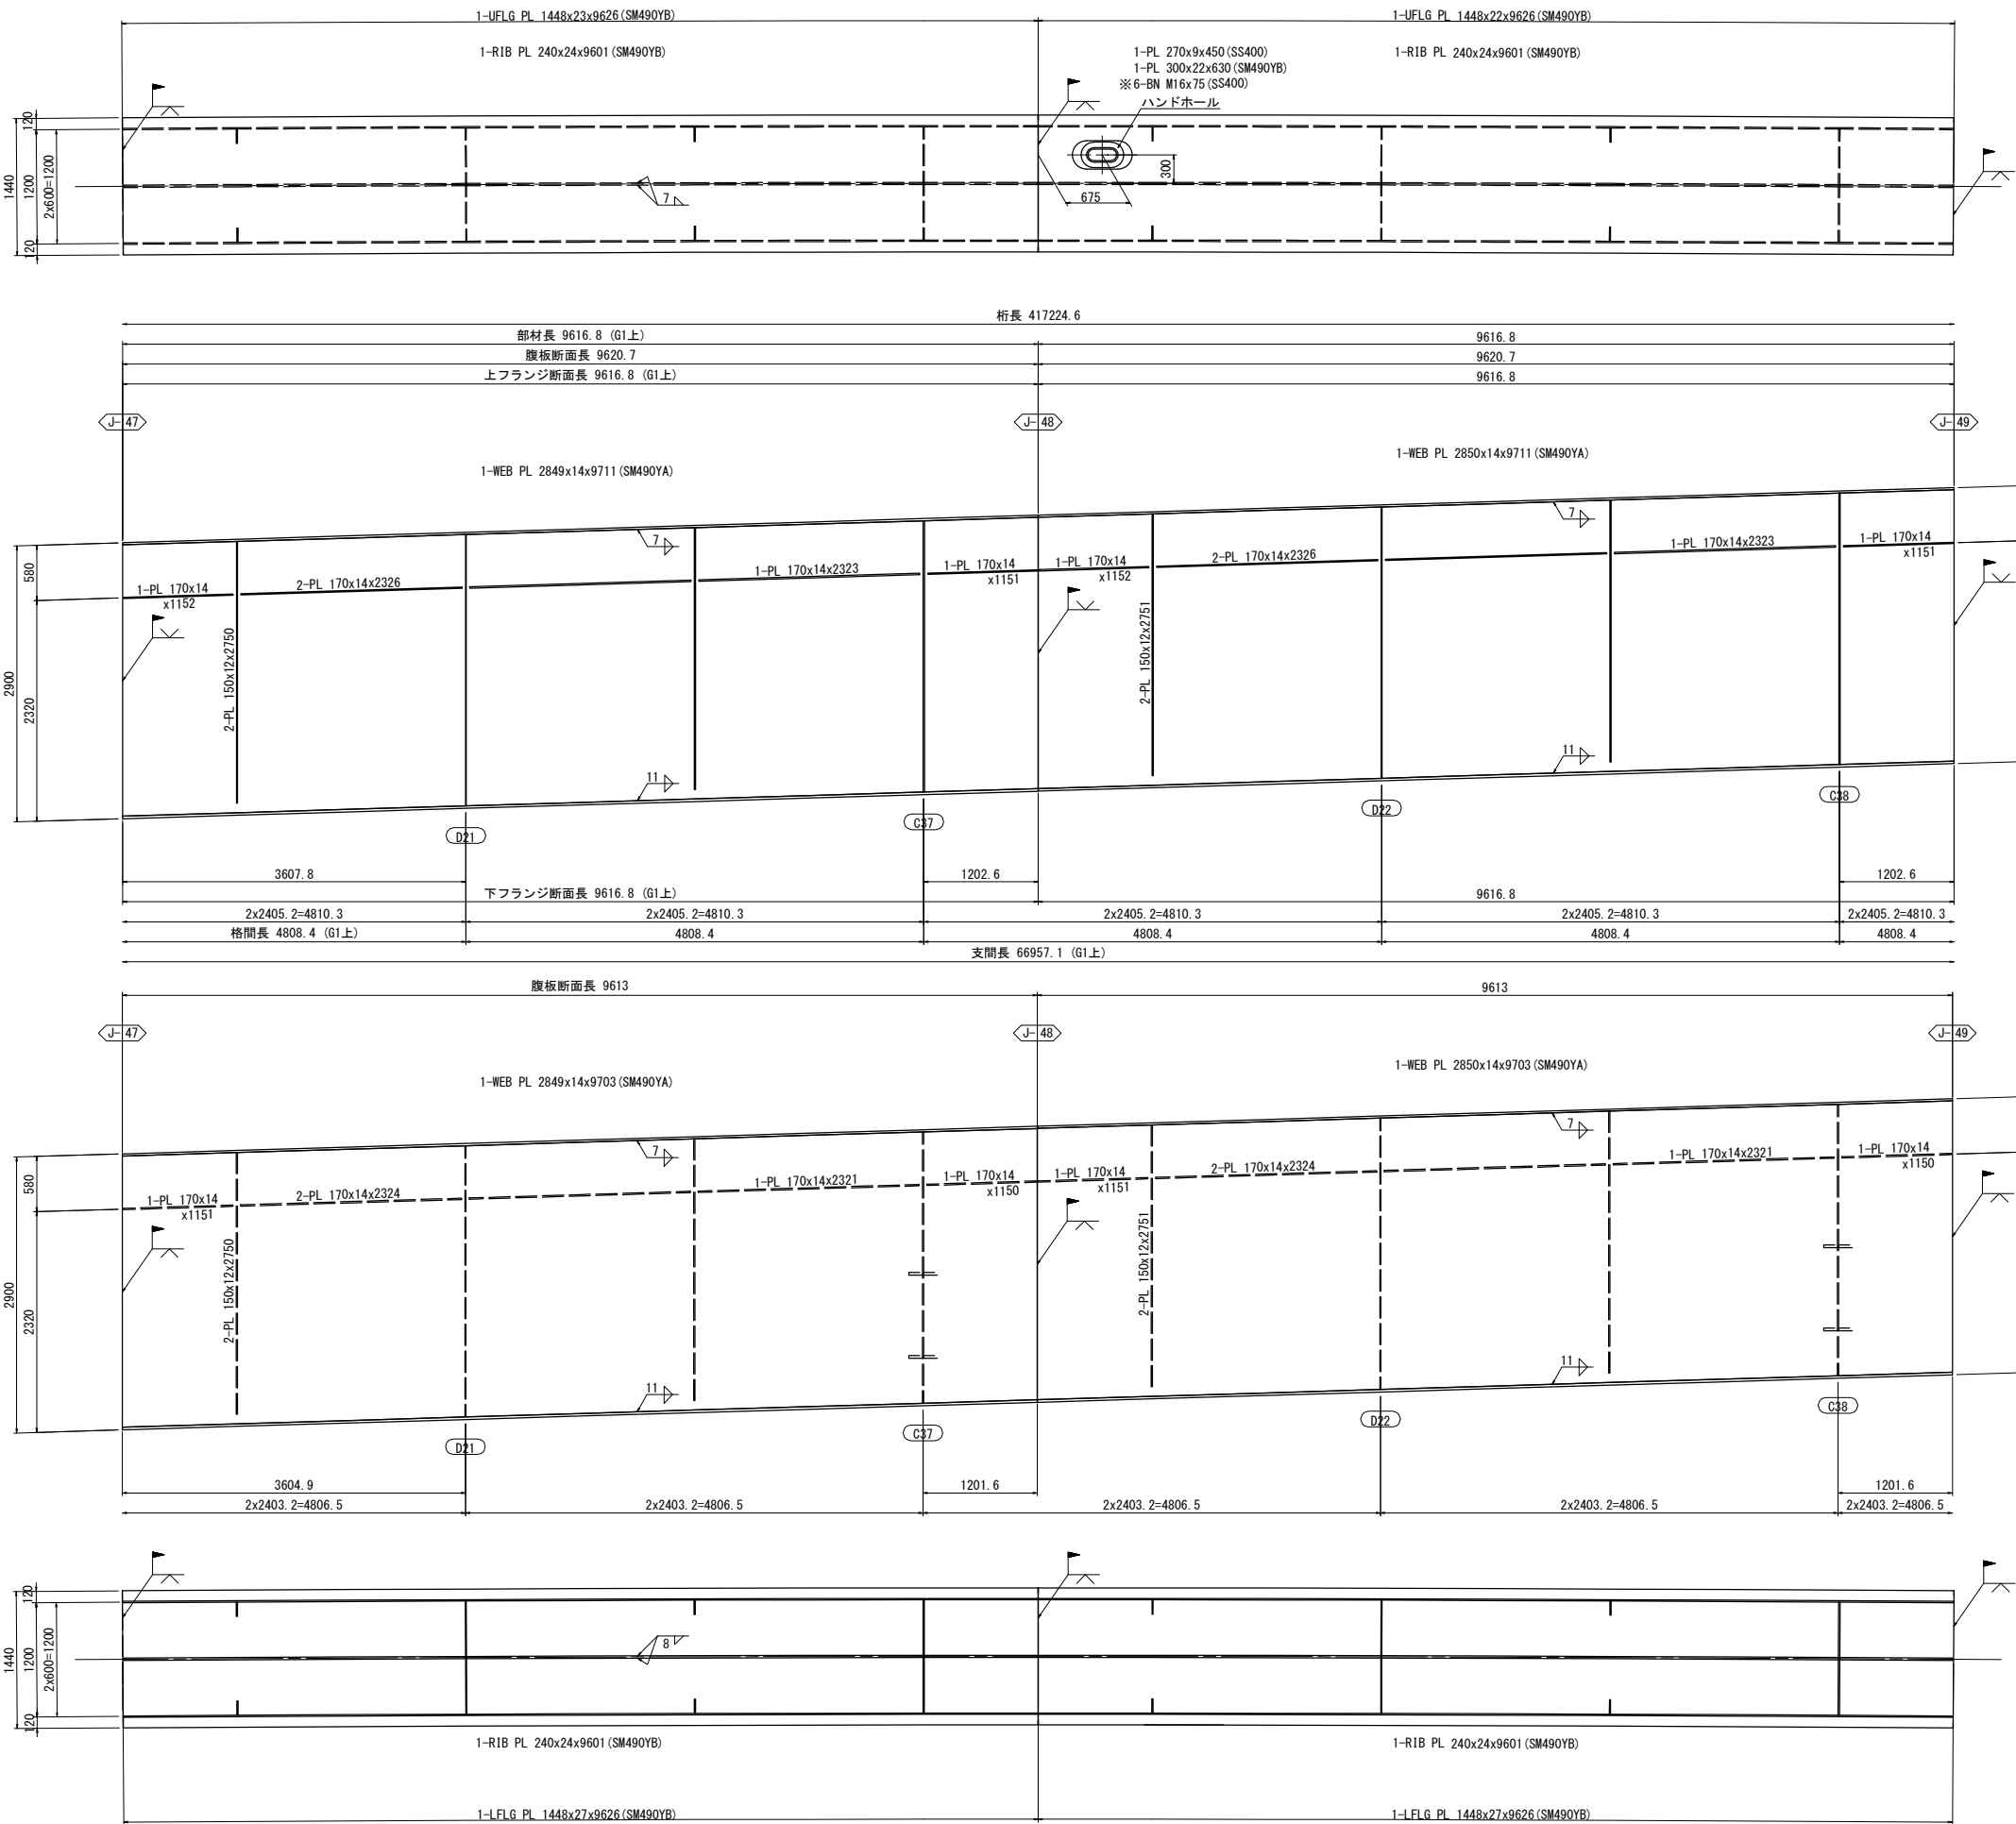 1-UFLG PL 1448x23x9626(SM490YB)
1-UFLG PL 1448x22x9626(SM490YB)
1-RIB PL 240x24x9601(SM490YB)
1-PL 270x9x450(SS400)
1-RIB PL 240x24x9601(SM490YB)
1-PL 300x22x630(SM490YB)
※6-BN M16x75(SS400)
ハンドホール
120
1440
1200
2x600=1200
120
7
300
675
桁長 417224.6
部材長 9616.8 (G1上)
9616.8
腹板断面長 9620.7
9620.7
上フランジ断面長 9616.8 (G1上)
9616.8
J-47
J-48
J-49
1-WEB PL 2849x14x9711(SM490YA)
1-WEB PL 2850x14x9711(SM490YA)
7
7
580
2900
2320
1-PL 170x14
x1152
2-PL 170x14x2326
1-PL 170x14x2323
1-PL 170x14
x1151
1-PL 170x14
x1152
2-PL 170x14x2326
1-PL 170x14x2323
1-PL 170x14
x1151
2-PL 150x12x2750
2-PL 150x12x2751
11
11
D21
C37
D22
C38
3607.8
1202.6
1202.6
下フランジ断面長 9616.8 (G1上)
9616.8
2x2405.2=4810.3
2x2405.2=4810.3
2x2405.2=4810.3
2x2405.2=4810.3
2x2405.2=4810.3
格間長 4808.4 (G1上)
4808.4
4808.4
4808.4
4808.4
支間長 66957.1 (G1上)
腹板断面長 9613
9613
J-47
J-48
J-49
1-WEB PL 2849x14x9703(SM490YA)
1-WEB PL 2850x14x9703(SM490YA)
7
7
580
2900
2320
1-PL 170x14
x1151
2-PL 170x14x2324
1-PL 170x14x2321
1-PL 170x14
x1150
1-PL 170x14
x1151
2-PL 170x14x2324
1-PL 170x14x2321
1-PL 170x14
x1150
2-PL 150x12x2750
2-PL 150x12x2751
11
11
D21
C37
D22
C38
3604.9
1201.6
1201.6
2x2403.2=4806.5
2x2403.2=4806.5
2x2403.2=4806.5
2x2403.2=4806.5
2x2403.2=4806.5
120
1440
1200
2x600=1200
120
8
1-RIB PL 240x24x9601(SM490YB)
1-RIB PL 240x24x9601(SM490YB)
1-LFLG PL 1448x27x9626(SM490YB)
1-LFLG PL 1448x27x9626(SM490YB)